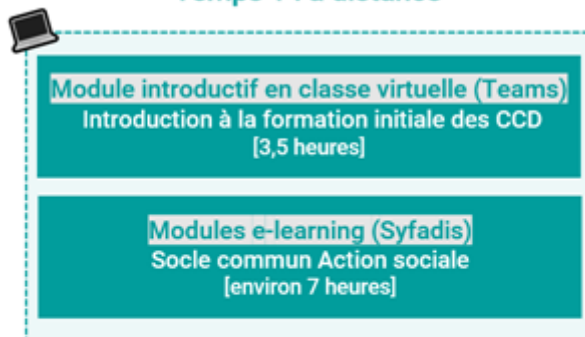 Module introductif en classe virtuelle (Teams)
Introduction à la formation initiale des CCD
[3,5 heures]
Modules e-learning (Syfadis)
Socle commun Action sociale
[environ 7 heures]